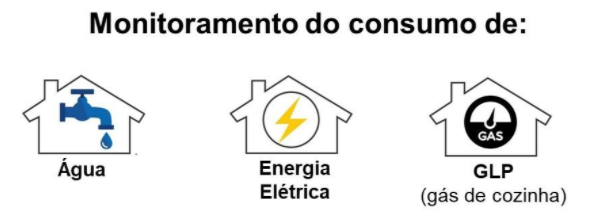 Monitoramento do consumo de:
GAS
Água
Energia
Elétrica
GLP
(gás de cozinha)